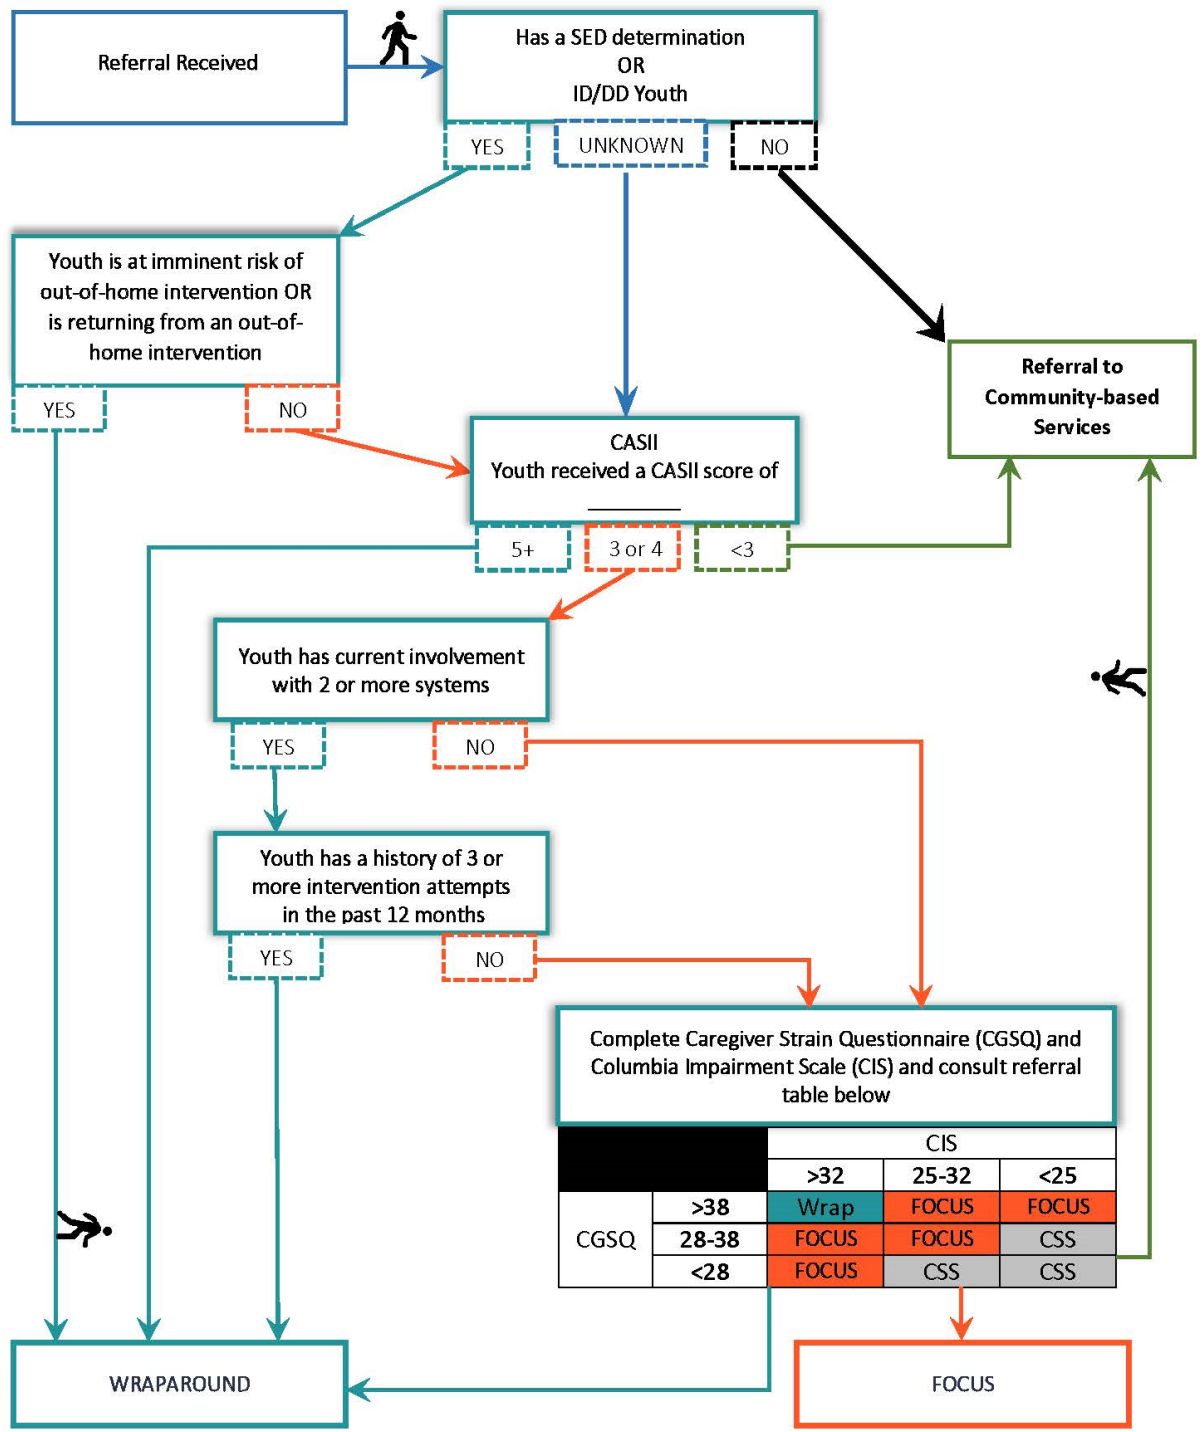 Referral Received
Has a SED determination
OR
ID/DD Youth
YES
UNKNOWN
NO
Youth is at imminent risk of
out-of-home intervention OR
is returning from an out-of-
home intervention
YES
NO
Referral to
Community-based
Services
CASII
Youth received a CASII score of
5+
3 or 4
<3
Youth has current involvement
with 2 or more systems
YES
NO
Youth has a history of 3 or
more intervention attempts
in the past 12 months
YES
NO
Complete Caregiver Strain Questionnaire (CGSQ) and
Columbia Impairment Scale (CIS) and consult referral
table below
CIS
>32 25-32 <25
CGSQ
>38 Wrap FOCUS FOCUS
28-38 FOCUS FOCUS CSS
<28 FOCUS CSS CSS
WRAPAROUND
FOCUS